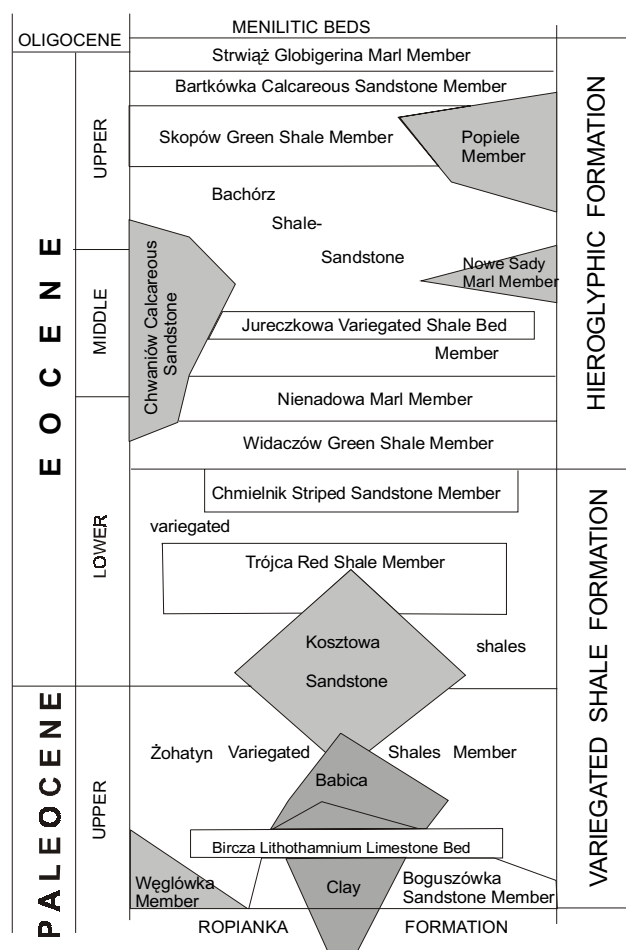 MENILITIC BEDS
OLIGOCENE
Strwiąż Globigerina Marl Member
Bartkówka Calcareous Sandstone Member
Skopów Green Shale Member
Popiele
Member
Bachórz
Shale-
Sandstone
Nowe Sady
Marl Member
Chwaniów Calcareous
Sandstone
Jureczkowa Variegated Shale Bed
Member
Nienadowa Marl Member
Widaczów Green Shale Member
Chmielnik Striped Sandstone Member
variegated
Trójca Red Shale Member
Kosztowa
shales
Sandstone
Żohatyn Variegated Shales Member
Babica
Bircza Lithothamnium Limestone Bed
Węglówka
Member
Clay
Boguszówka
Sandstone Member
ROPIANKA FORMATION
EOCENE
UPPER
MIDDLE
LOWER
PALEOCENE
UPPER
HIEROGLYPHIC FORMATION
VARIEGATED SHALE FORMATION